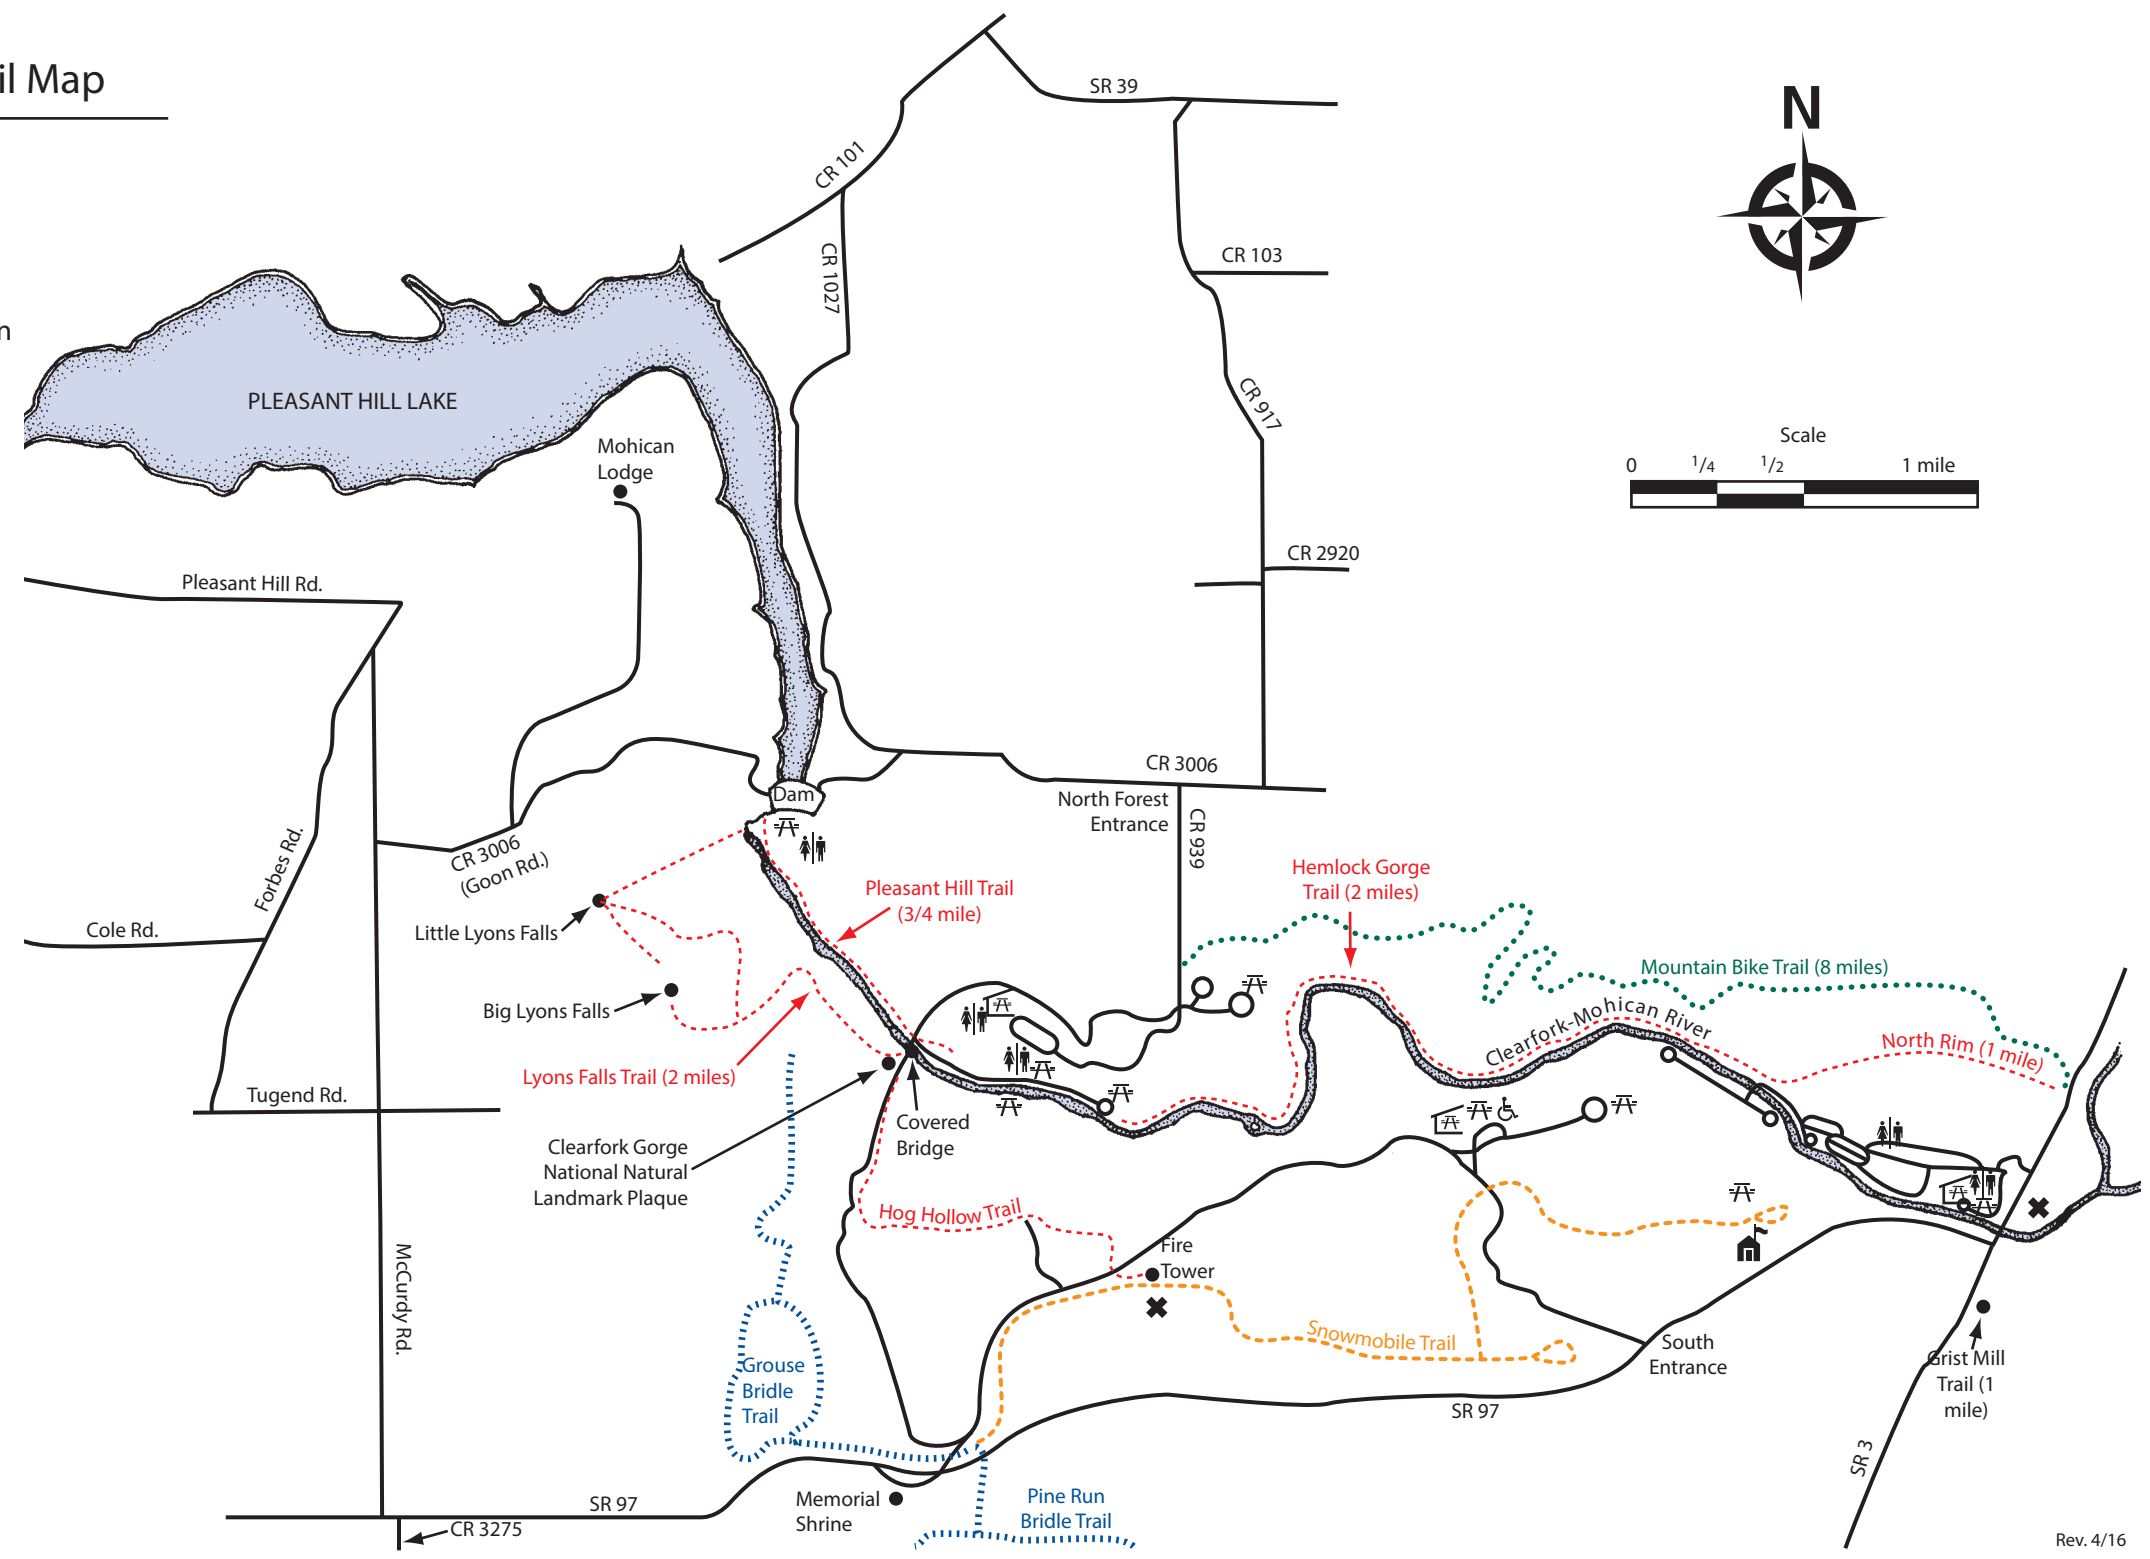 il Map
n
N
SR 39
CR 101
CR 1027
CR 103
CR 917
Scale
0 1/4 1/2 1 mile
PLEASANT HILL LAKE
Mohican
Lodge
CR 2920
Pleasant Hill Rd.
CR 3006
Dam
North Forest
Entrance
CR 939
CR 3006
(Goon Rd.)
Forbes Rd.
Cole Rd.
Little Lyons Falls
Pleasant Hill Trail
(3/4 mile)
Hemlock Gorge
Trail (2 miles)
Mountain Bike Trail (8 miles)
Big Lyons Falls
Clearfork-Mohican River
North Rim (1 mile)
Lyons Falls Trail (2 miles)
Tugend Rd.
Covered
Bridge
Clearfork Gorge
National Natural
Landmark Plaque
Hog Hollow Trail
Fire
Tower
McCurdy Rd.
Snowmobile Trail
South
Entrance
Grouse
Bridle
Trail
Grist Mill
Trail (1
mile)
SR 97
SR 3
Memorial
Shrine
Pine Run
Bridle Trail
SR 97
CR 3275
Rev. 4/16